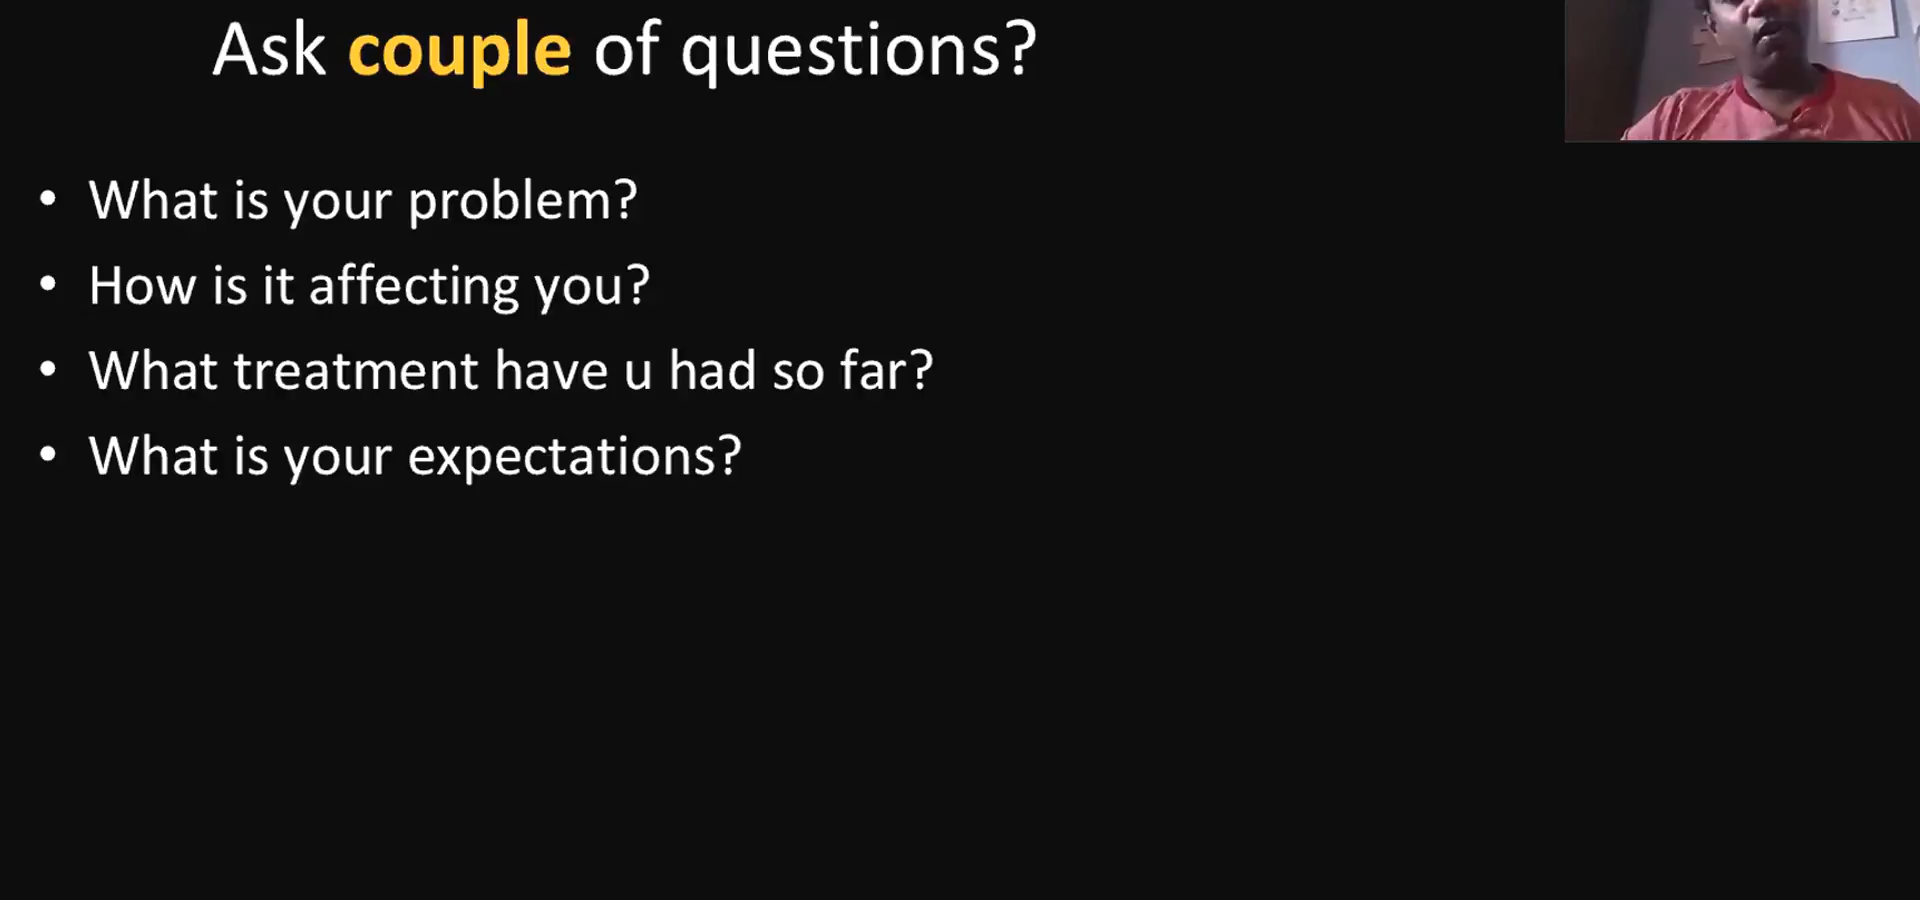 Ask couple of questions?
• What is your problem?
• How is it affecting you?
• What treatment have u had so far?
• What is your expectations?